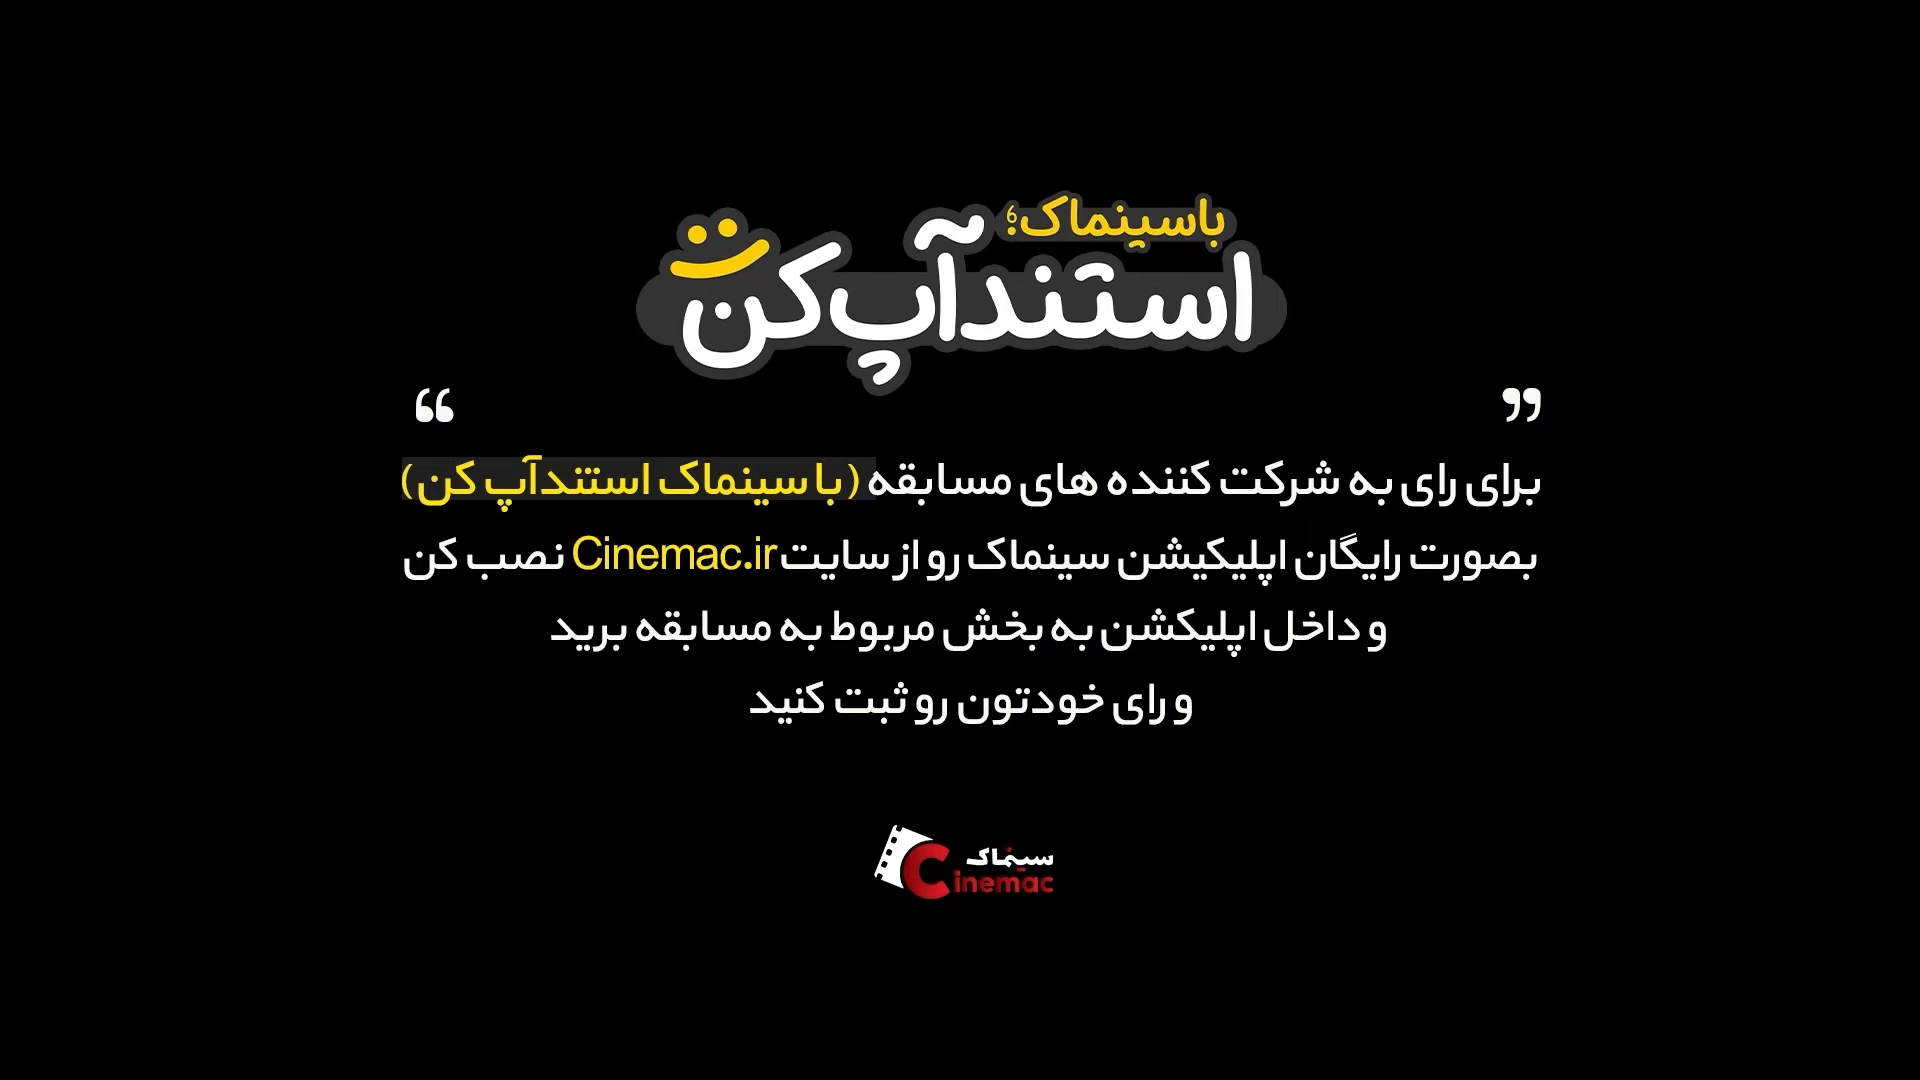 باسینماک؛
استندآپ کن
”
“
برای رای به شرکت کننده های مسابقه (با سینماک استندآپ کن)
بصورت رایگان اپلیکیشن سینماک رو از سایت Cinemac.ir نصب کن
و داخل اپلیکشن به بخش مربوط به مسابقه برید
و رای خودتون رو ثبت کنید
سینماک
Cinemac